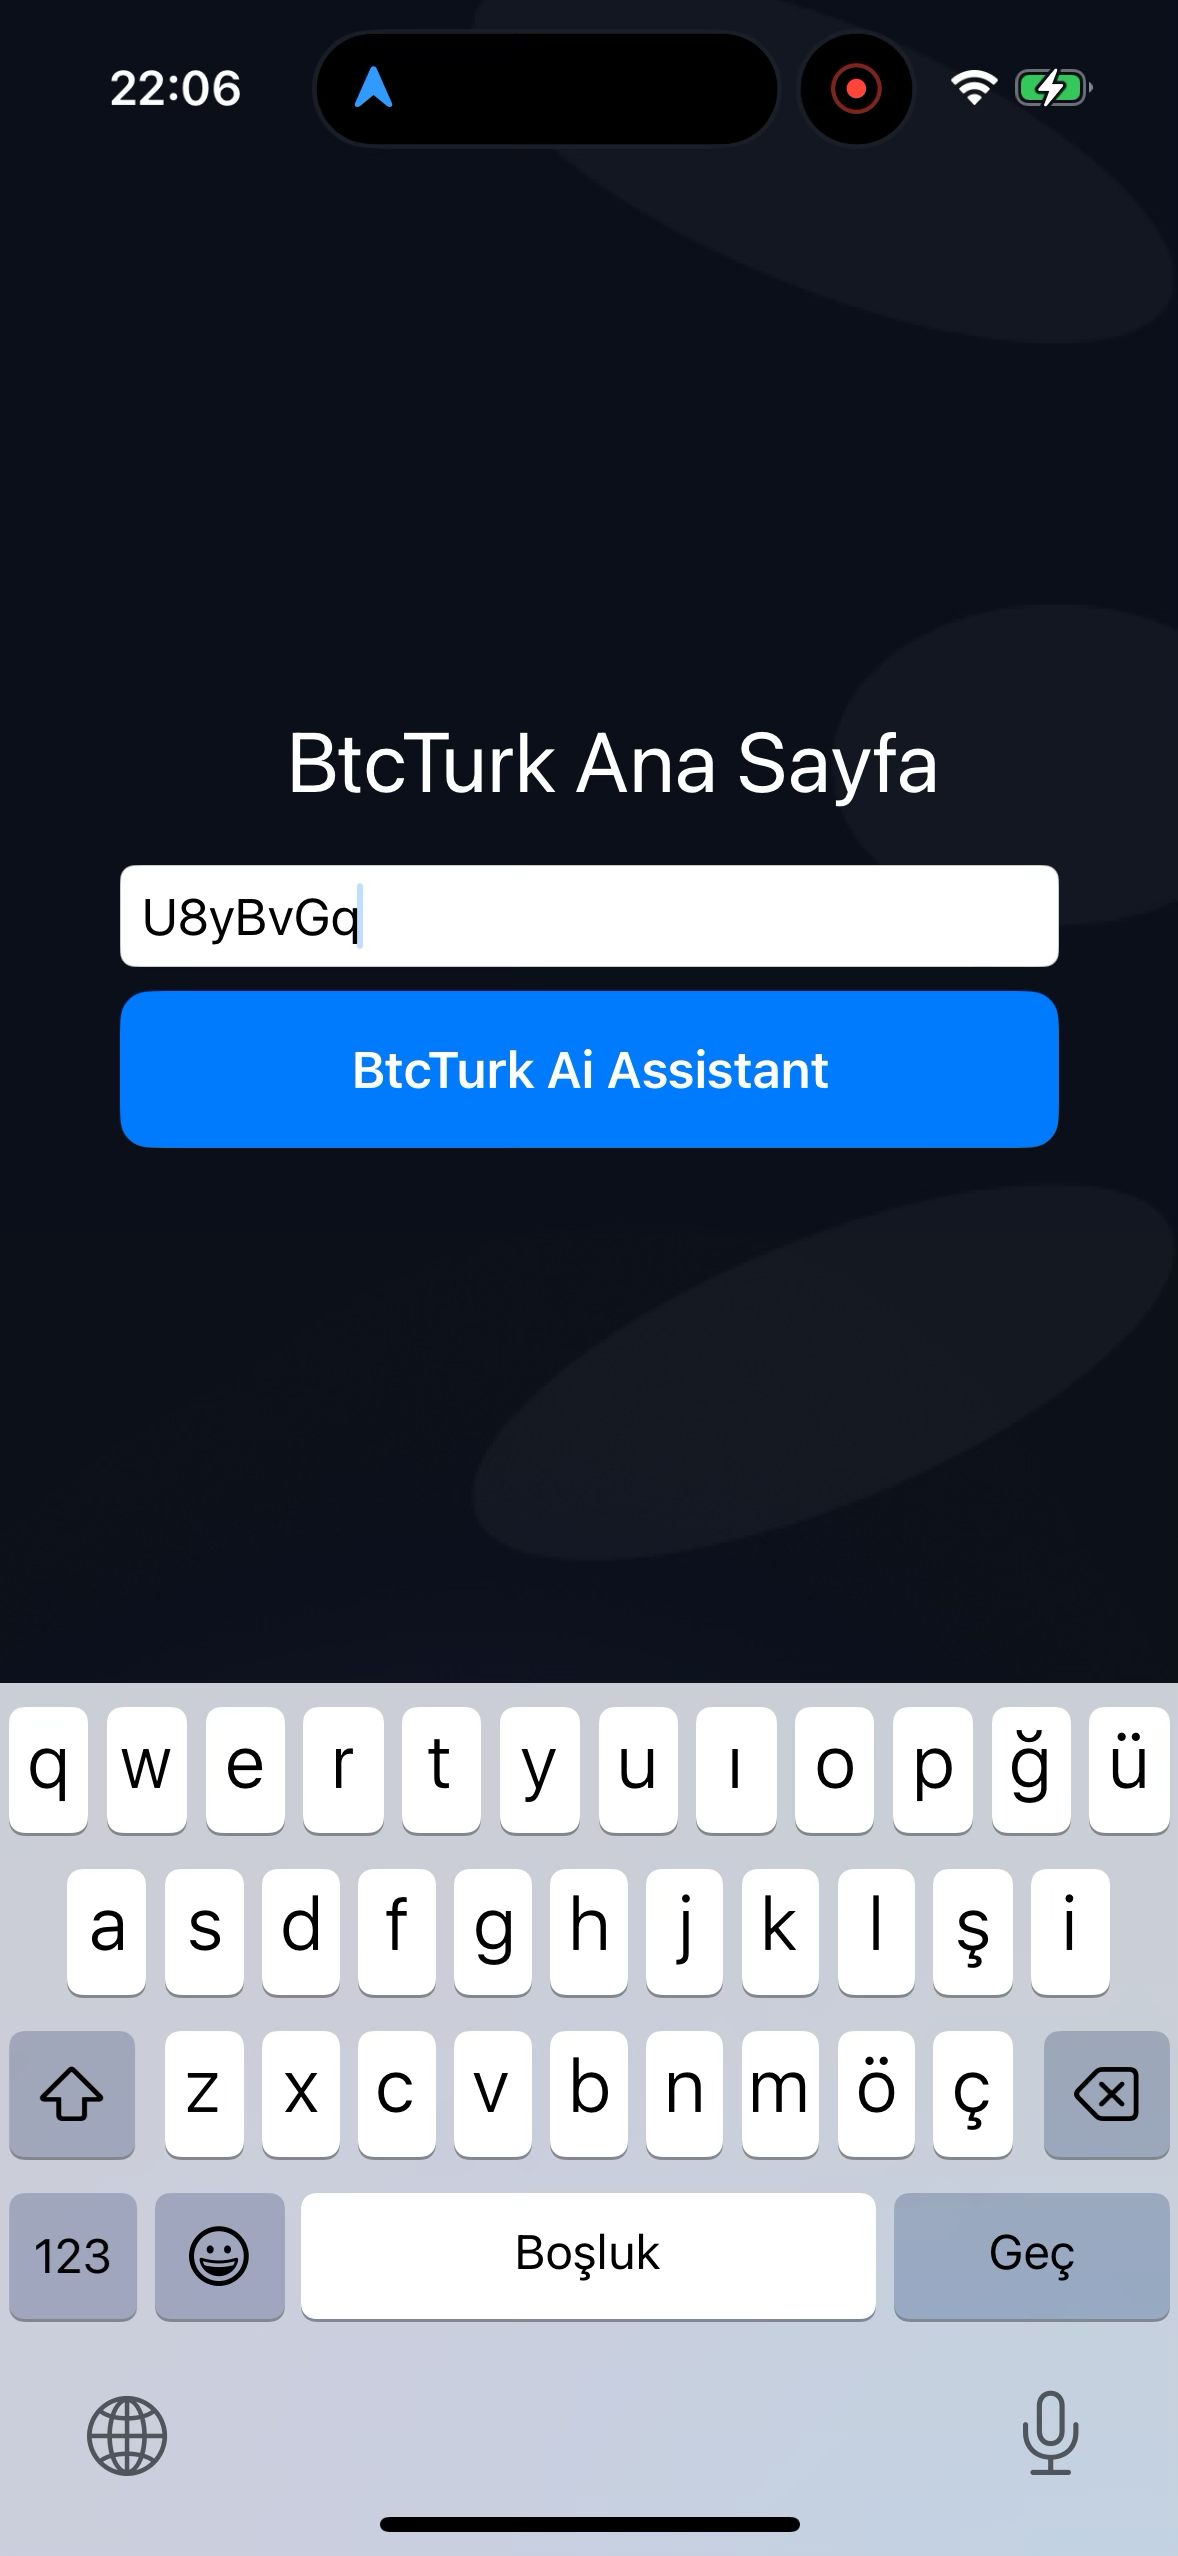 22:06
BtcTurk Ana Sayfa
U8yBvGq
BtcTurk Ai Assistant
q w e r t y u ı o p ğ ü
a s d f g h j k l ş i
z x c v b n m ö ç
123 Boşluk Geç